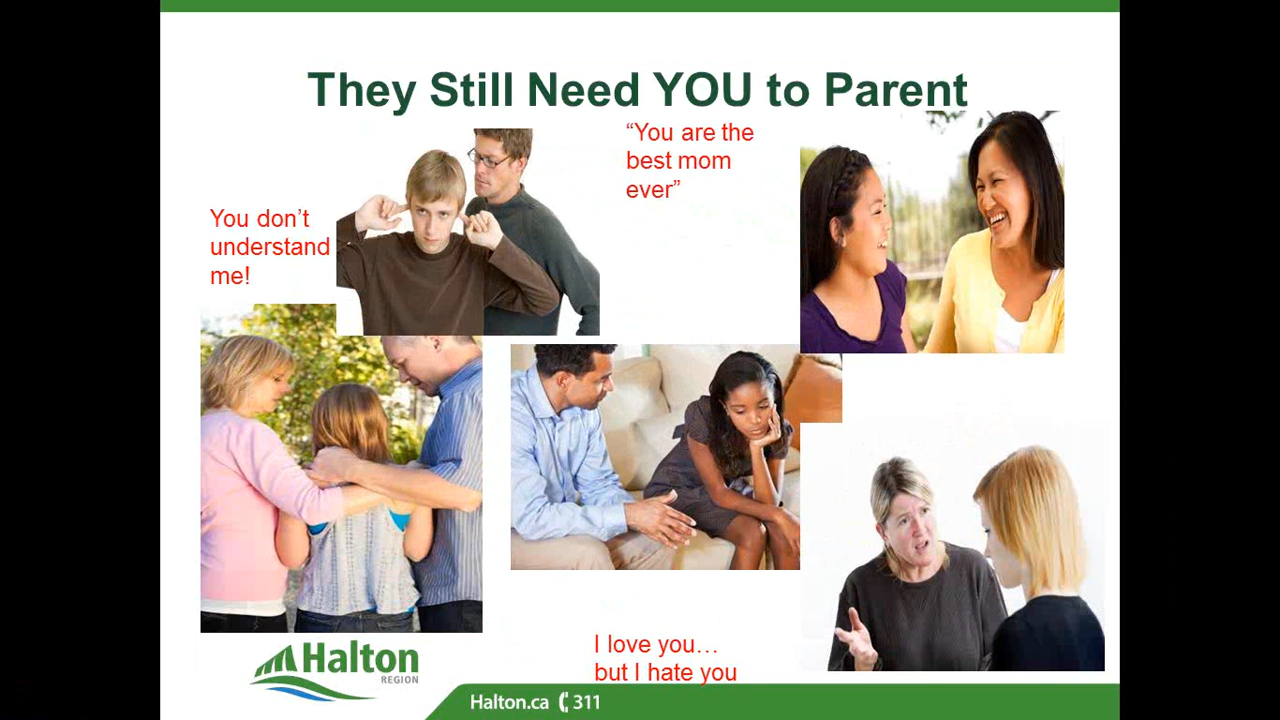 They Still Need YOU to Parent
“You are the
best mom
ever”
You don’t
understand
me!
I love you…
but I hate you
Halton
REGION
Halton.ca 311